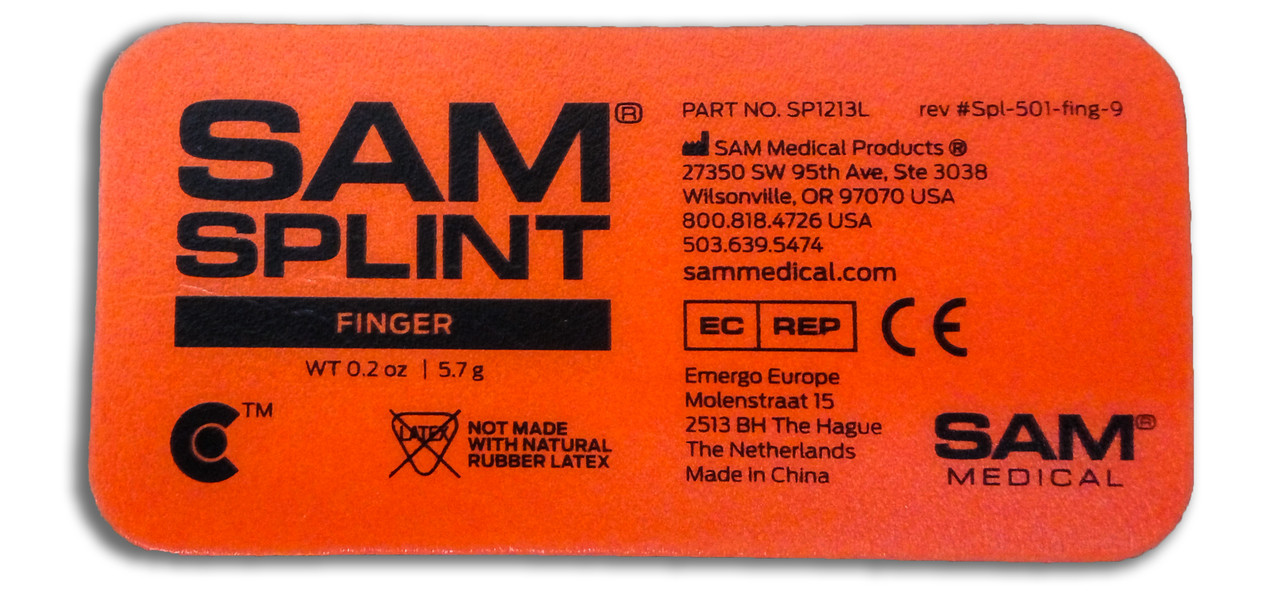 SAM®
SPLINT
FINGER
WT 0.2 oz | 5.7 g
C™
LATEX
NOT MADE
WITH NATURAL
RUBBER LATEX
PART NO. SP1213L rev #Spl-501-fing-9
SAM Medical Products ®
27350 SW 95th Ave, Ste 3038
Wilsonville, OR 97070 USA
800.818.4726 USA
503.639.5474
sammedical.com
EC REP CE
Emergo Europe
Molenstraat 15
2513 BH The Hague
The Netherlands
Made in China
SAM®
MEDICAL